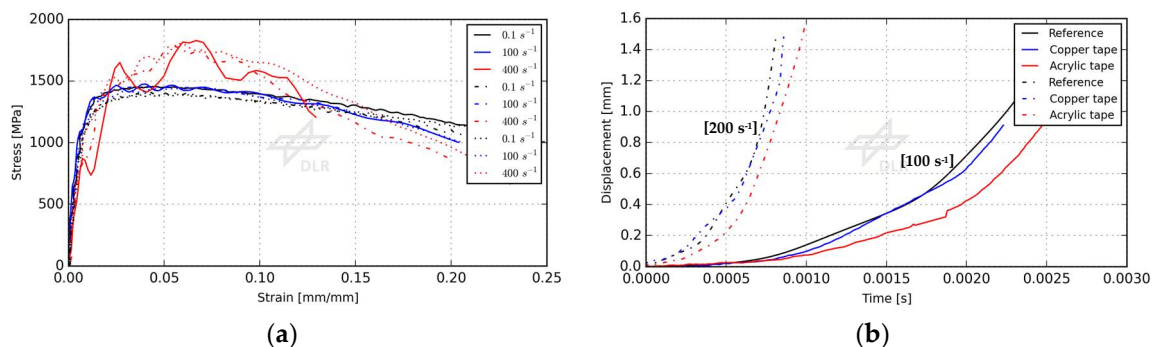 2000
1500
1000
500
0
0.00
0.05
0.10
0.15
0.20
0.25
Stress [MPa]
Strain [mm/mm]
0.1 s⁻¹
100 s⁻¹
400 s⁻¹
0.1 s⁻¹
100 s⁻¹
400 s⁻¹
0.1 s⁻¹
100 s⁻¹
400 s⁻¹
DLR
(a)
1.6
1.4
1.2
1.0
0.8
0.6
0.4
0.2
0.0
0.0000
0.0005
0.0010
0.0015
0.0020
0.0025
0.0030
Displacement [mm]
Time [s]
Reference
Copper tape
Acrylic tape
Reference
Copper tape
Acrylic tape
[200 s⁻¹]
[100 s⁻¹]
DLR
(b)